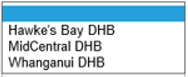 Hawke's Bay DHB
MidCentral DHB
Whanganui DHB